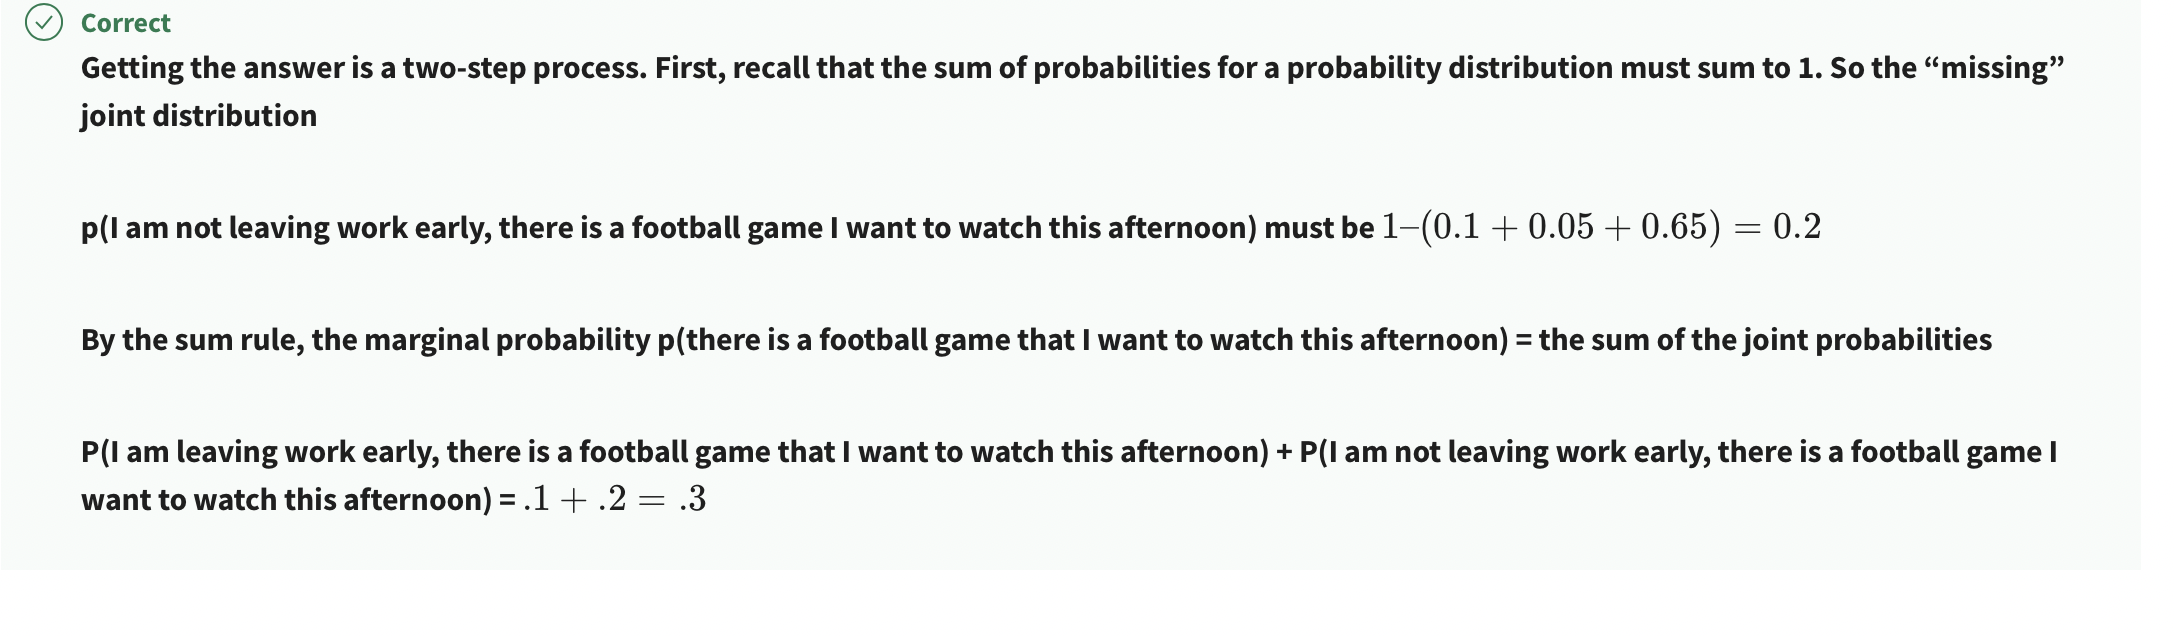 Correct
Getting the answer is a two-step process. First, recall that the sum of probabilities for a probability distribution must sum to 1. So the “missing”
joint distribution
p(I am not leaving work early, there is a football game I want to watch this afternoon) must be 1–(0.1 + 0.05 + 0.65) = 0.2
By the sum rule, the marginal probability p(there is a football game that I want to watch this afternoon) = the sum of the joint probabilities
P(I am leaving work early, there is a football game that I want to watch this afternoon) + P(I am not leaving work early, there is a football game I
want to watch this afternoon) = .1 + .2 = .3